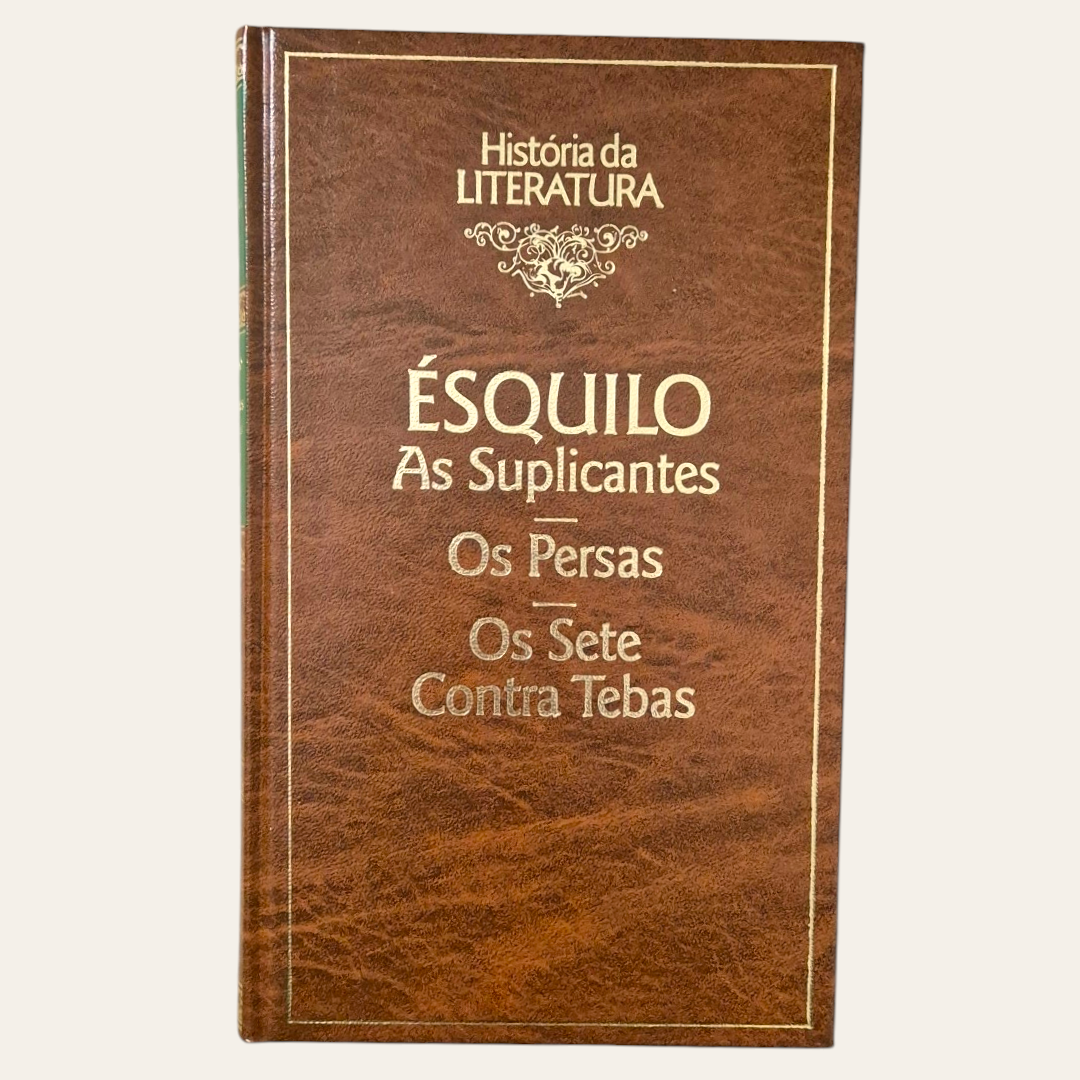 História da
LITERATURA
ÉSQUILO
As Suplicantes
Os Persas
Os Sete
Contra Tebas